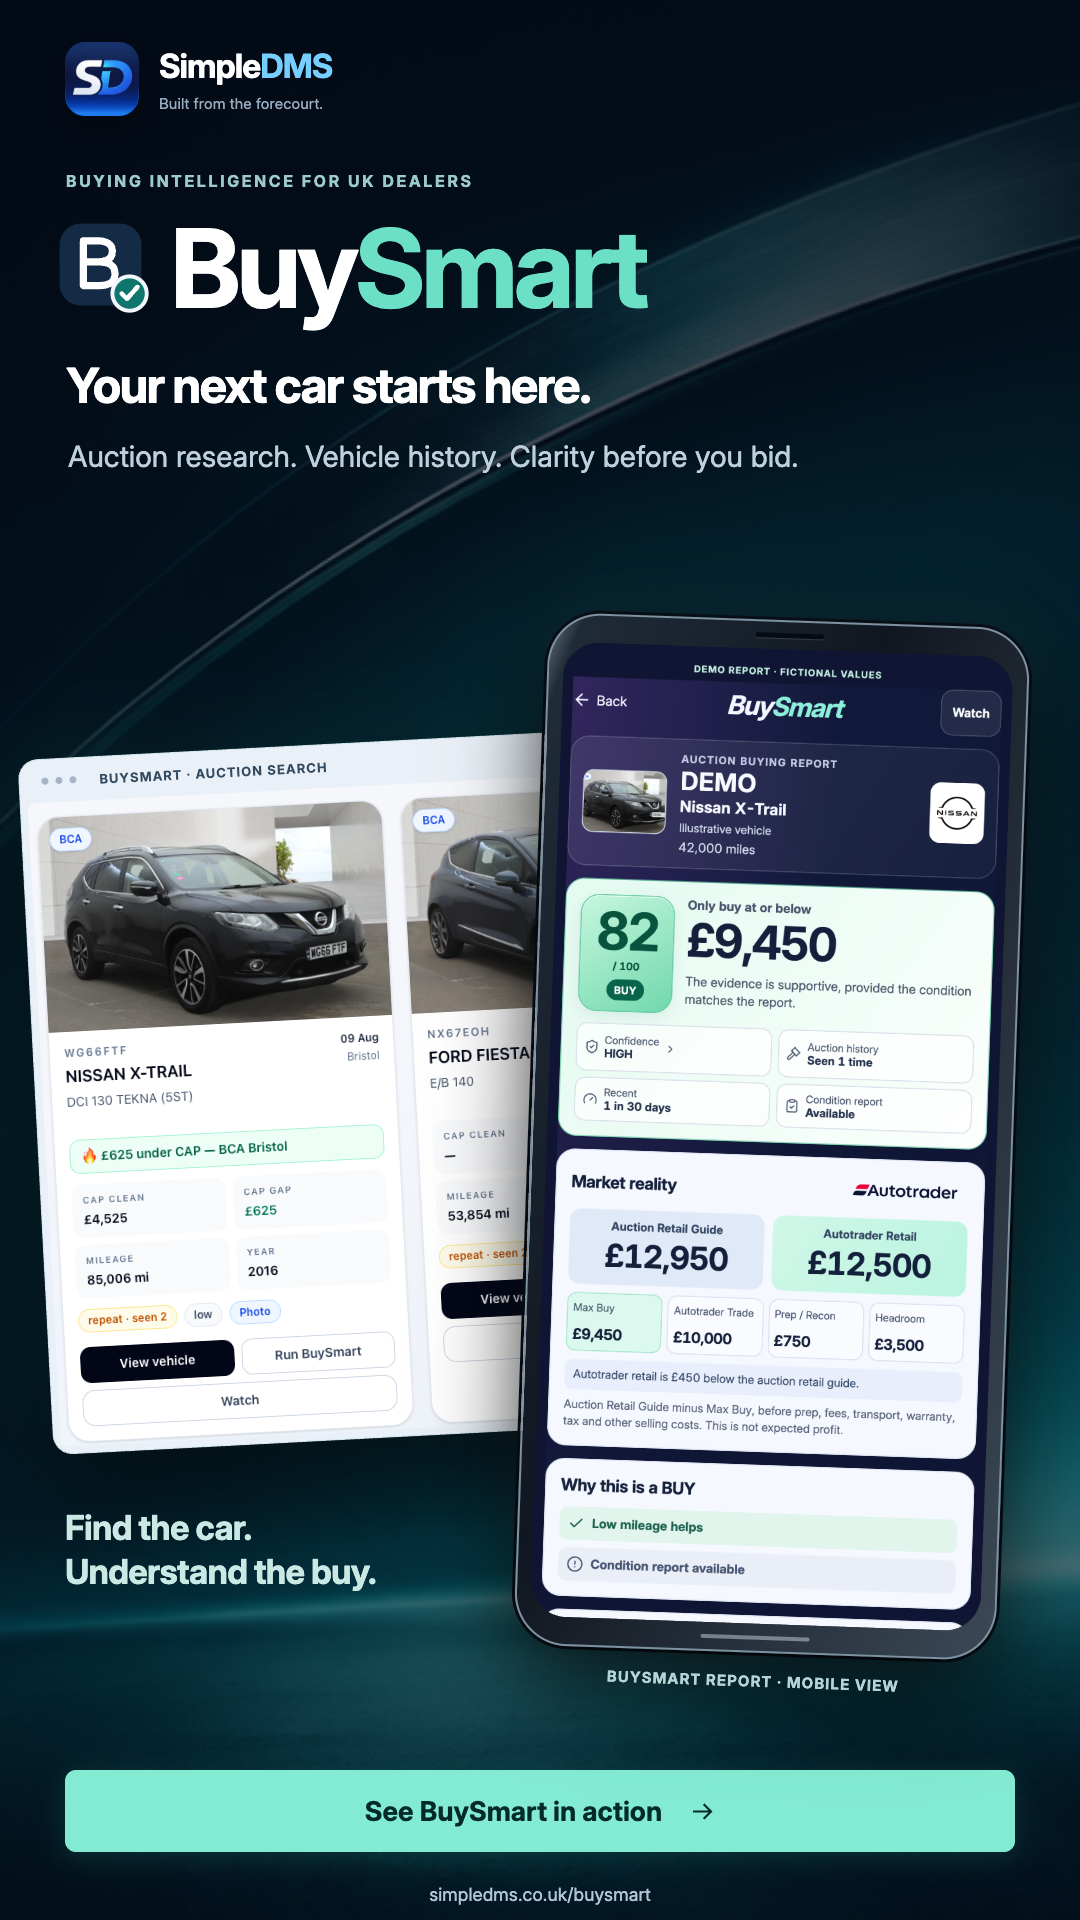 SD
SimpleDMS
Built from the forecourt.
BUYING INTELLIGENCE FOR UK DEALERS
B
BuySmart
Your next car starts here.
Auction research. Vehicle history. Clarity before you bid.
BUYSMART · AUCTION SEARCH
BCA
WG66 FTF
WG66FTF
09 Aug
Bristol
NISSAN X-TRAIL
DCI 130 TEKNA (5ST)
🔥 £625 under CAP — BCA Bristol
CAP CLEAN
£4,525
CAP GAP
£625
MILEAGE
85,006 mi
YEAR
2016
repeat · seen 2
low
Photo
View vehicle
Run BuySmart
Watch
BCA
NX67EOH
FORD FIESTA
E/B 140
CAP CLEAN
—
MILEAGE
53,854 mi
repeat · seen 2
View
DEMO REPORT · FICTIONAL VALUES
← Back
BuySmart
Watch
AUCTION BUYING REPORT
DEMO
Nissan X-Trail
Illustrative vehicle
42,000 miles
NISSAN
82
/ 100
BUY
Only buy at or below
£9,450
The evidence is supportive, provided the condition
matches the report.
Confidence
HIGH
Auction history
Seen 1 time
Recent
1 in 30 days
Condition report
Available
Market reality
Autotrader
Auction Retail Guide
£12,950
Autotrader Retail
£12,500
Max Buy
£9,450
Autotrader Trade
£10,000
Prep / Recon
£750
Headroom
£3,500
Autotrader retail is £450 below the auction retail guide.
Auction Retail Guide minus Max Buy, before prep, fees, transport, warranty,
tax and other selling costs. This is not expected profit.
Why this is a BUY
Low mileage helps
Condition report available
Find the car.
Understand the buy.
BUYSMART REPORT · MOBILE VIEW
See BuySmart in action →
simpledms.co.uk/buysmart